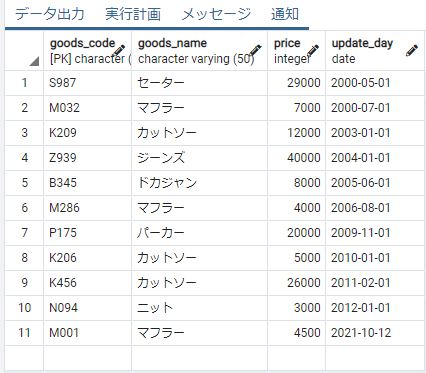 データ出力 実行計画 メッセージ 通知
goods_code goods_name price update_day
[PK] character ( character varying (50) integer date
1 S987 セーター 29000 2000-05-01
2 M032 マフラー 7000 2000-07-01
3 K209 カットソー 12000 2003-01-01
4 Z939 ジーンズ 40000 2004-01-01
5 B345 ドカジャン 8000 2005-06-01
6 M286 マフラー 4000 2006-08-01
7 P175 パーカー 20000 2009-11-01
8 K206 カットソー 5000 2010-01-01
9 K456 カットソー 26000 2011-02-01
10 N094 ニット 3000 2012-01-01
11 M001 マフラー 4500 2021-10-12